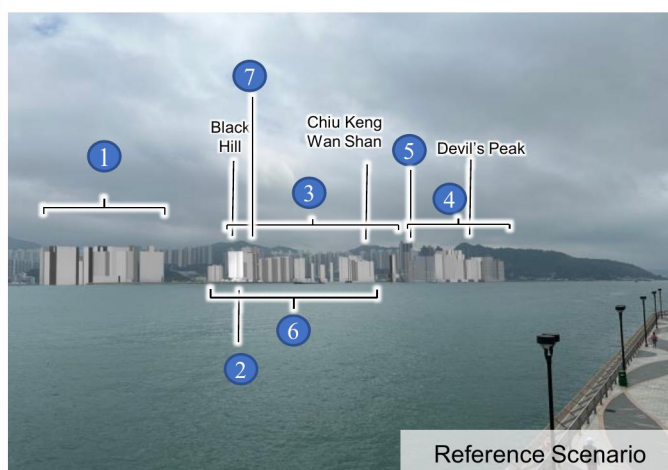 7
Black
Hill
Chiu Keng
Wan Shan
1
5
Devil's Peak
3
4
6
2
Reference Scenario